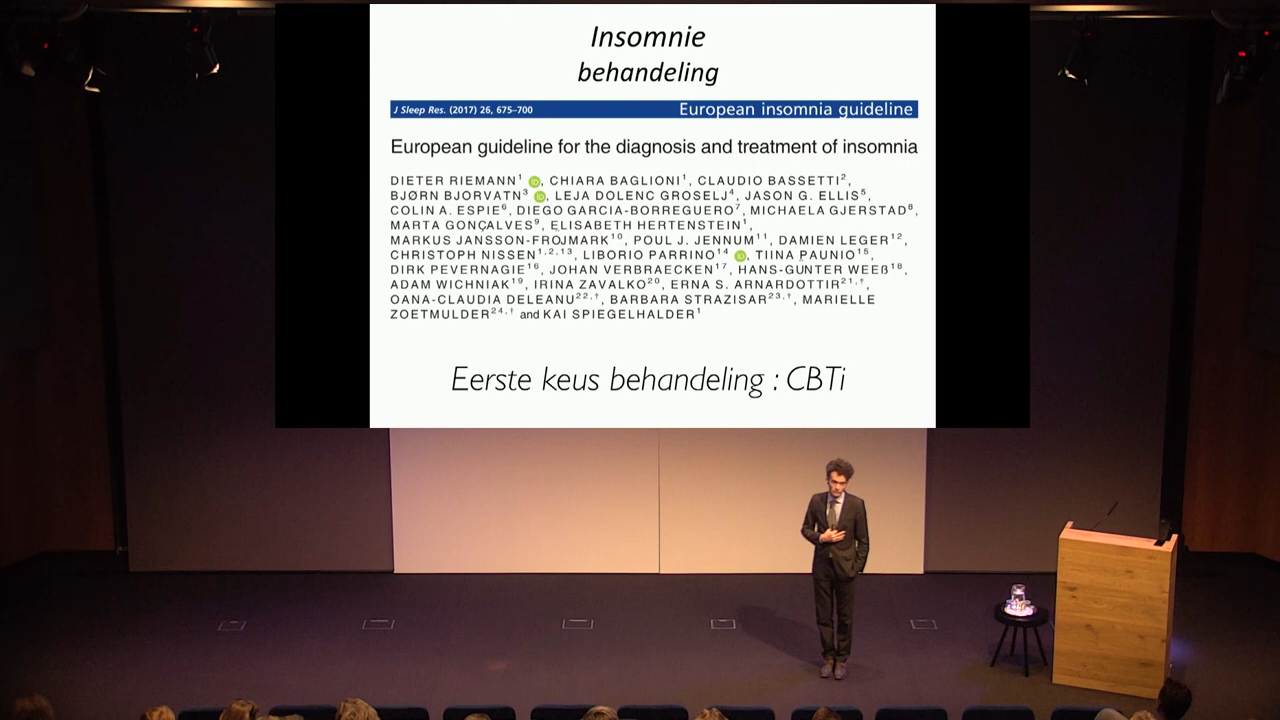 Insomnie
behandeling
J Sleep Res. (2017) 26, 675–700 European insomnia guideline
European guideline for the diagnosis and treatment of insomnia
DIETER RIEMANN¹ iD, CHIARA BAGLIONI¹, CLAUDIO BASSETTI²,
BJØRN BJORVATN³ iD, LEJA DOLENC GROSELJ⁴, JASON G. ELLIS⁵,
COLIN A. ESPIE⁶, DIEGO GARCIA-BORREGUERO⁷, MICHAELA GJERSTAD⁸,
MARTA GONÇALVES⁹, ELISABETH HERTENSTEIN¹,
MARKUS JANSSON-FRÖJMARK¹⁰, POUL J. JENNUM¹¹, DAMIEN LEGER¹²,
CHRISTOPH NISSEN¹,²,¹³, LIBORIO PARRINO¹⁴ iD, TIINA PAUNIO¹⁵,
DIRK PEVERNAGIE¹⁶, JOHAN VERBRAECKEN¹⁷, HANS-GÜNTER WEEß¹⁸,
ADAM WICHNIAK¹⁹, IRINA ZAVALKO²⁰, ERNA S. ARNARDOTTIR²¹,†,
OANA-CLAUDIA DELEANU²²,†, BARBARA STRAZISAR²³,†, MARIELLE
ZOETMULDER²⁴,† and KAI SPIEGELHALDER¹
Eerste keus behandeling : CBTi